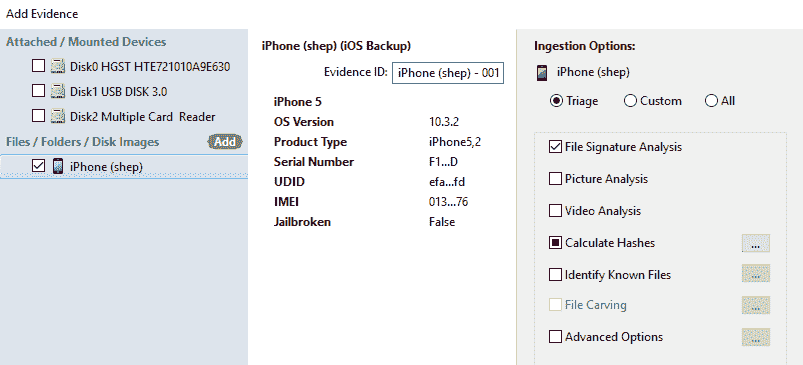 Add Evidence
Attached / Mounted Devices
Disk0 HGST HTE721010A9E630
Disk1 USB DISK 3.0
Disk2 Multiple Card  Reader
Files / Folders / Disk Images
Add
iPhone (shep)
iPhone (shep) (iOS Backup)
Evidence ID: iPhone (shep) - 001
iPhone 5
OS Version 10.3.2
Product Type iPhone5,2
Serial Number F1...D
UDID efa...fd
IMEI 013...76
Jailbroken False
Ingestion Options:
iPhone (shep)
Triage Custom All
File Signature Analysis
Picture Analysis
Video Analysis
Calculate Hashes ...
Identify Known Files ...
File Carving ...
Advanced Options ...